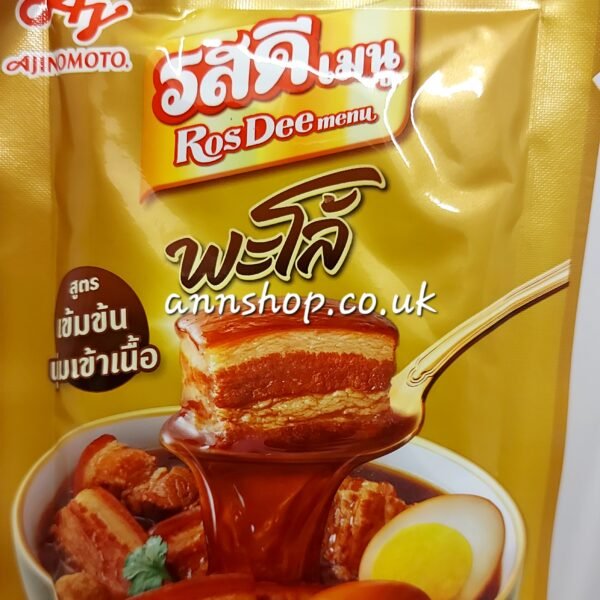 AJINOMOTO.
รสดีเมนู
RosDee menu
พะโล้
annshop.co.uk
สูตร
เข้มข้น
นุ่มเข้าเนื้อ